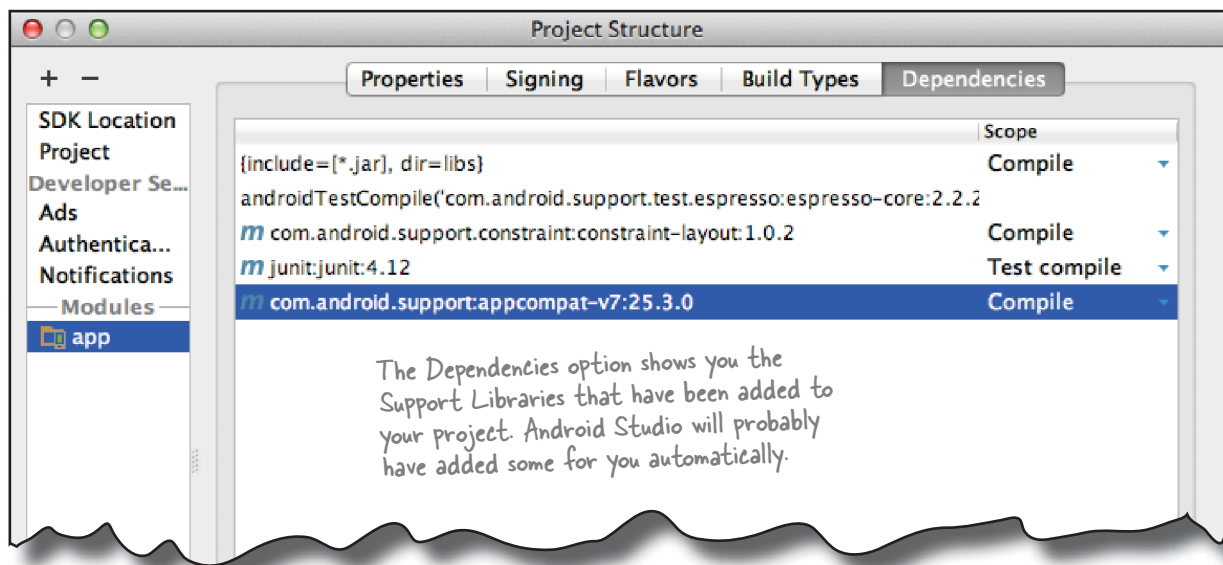 Project Structure
+ −
Properties Signing Flavors Build Types Dependencies
SDK Location
Project
Developer Se...
Ads
Authentica...
Notifications
Modules
app
Scope
{include=[*.jar], dir=libs} Compile
androidTestCompile('com.android.support.test.espresso:espresso-core:2.2.2
m com.android.support.constraint:constraint-layout:1.0.2 Compile
m junit:junit:4.12 Test compile
m com.android.support:appcompat-v7:25.3.0 Compile
The Dependencies option shows you the
Support Libraries that have been added to
your project. Android Studio will probably
have added some for you automatically.